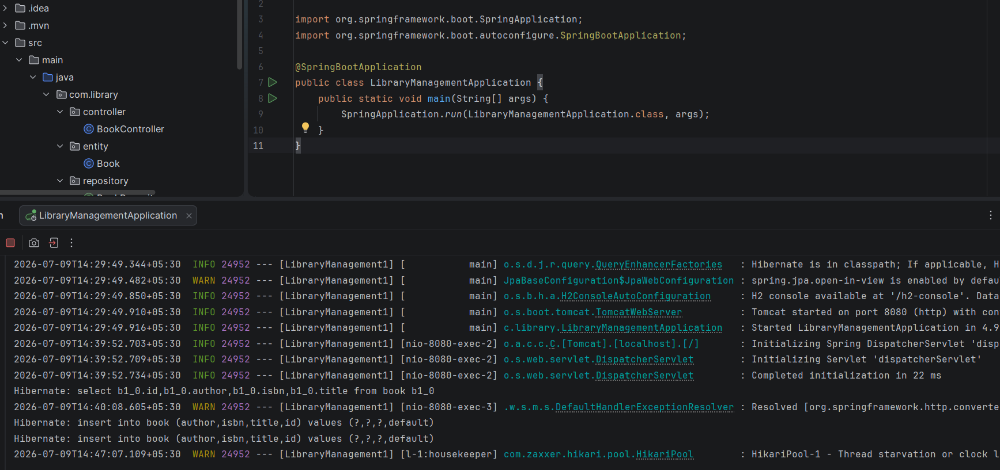 .idea
.mvn
src
main
java
com.library
controller
BookController
entity
Book
repository
2
3 import org.springframework.boot.SpringApplication;
4 import org.springframework.boot.autoconfigure.SpringBootApplication;
5
6 @SpringBootApplication
7 public class LibraryManagementApplication {
8 public static void main(String[] args) {
9 SpringApplication.run(LibraryManagementApplication.class, args);
10 }
11 }
LibraryManagementApplication
2026-07-09T14:29:49.344+05:30 INFO 24952 --- [LibraryManagement1] [ main] o.s.d.j.r.query.QueryEnhancerFactories : Hibernate is in classpath; If applicable, H
2026-07-09T14:29:49.482+05:30 WARN 24952 --- [LibraryManagement1] [ main] JpaBaseConfiguration$JpaWebConfiguration : spring.jpa.open-in-view is enabled by defau
2026-07-09T14:29:49.850+05:30 INFO 24952 --- [LibraryManagement1] [ main] o.s.b.h.a.H2ConsoleAutoConfiguration : H2 console available at '/h2-console'. Data
2026-07-09T14:29:49.910+05:30 INFO 24952 --- [LibraryManagement1] [ main] o.s.boot.tomcat.TomcatWebServer : Tomcat started on port 8080 (http) with con
2026-07-09T14:29:49.916+05:30 INFO 24952 --- [LibraryManagement1] [ main] c.library.LibraryManagementApplication : Started LibraryManagementApplication in 4.9
2026-07-09T14:39:52.703+05:30 INFO 24952 --- [LibraryManagement1] [nio-8080-exec-2] o.a.c.c.C.[Tomcat].[localhost].[/] : Initializing Spring DispatcherServlet 'disp
2026-07-09T14:39:52.709+05:30 INFO 24952 --- [LibraryManagement1] [nio-8080-exec-2] o.s.web.servlet.DispatcherServlet : Initializing Servlet 'dispatcherServlet'
2026-07-09T14:39:52.734+05:30 INFO 24952 --- [LibraryManagement1] [nio-8080-exec-2] o.s.web.servlet.DispatcherServlet : Completed initialization in 22 ms
Hibernate: select b1_0.id,b1_0.author,b1_0.isbn,b1_0.title from book b1_0
2026-07-09T14:40:08.605+05:30 WARN 24952 --- [LibraryManagement1] [nio-8080-exec-3] .w.s.m.s.DefaultHandlerExceptionResolver : Resolved [org.springframework.http.converte
Hibernate: insert into book (author,isbn,title,id) values (?,?,?,default)
Hibernate: insert into book (author,isbn,title,id) values (?,?,?,default)
2026-07-09T14:47:07.109+05:30 WARN 24952 --- [LibraryManagement1] [l-1:housekeeper] com.zaxxer.hikari.pool.HikariPool : HikariPool-1 - Thread starvation or clock l